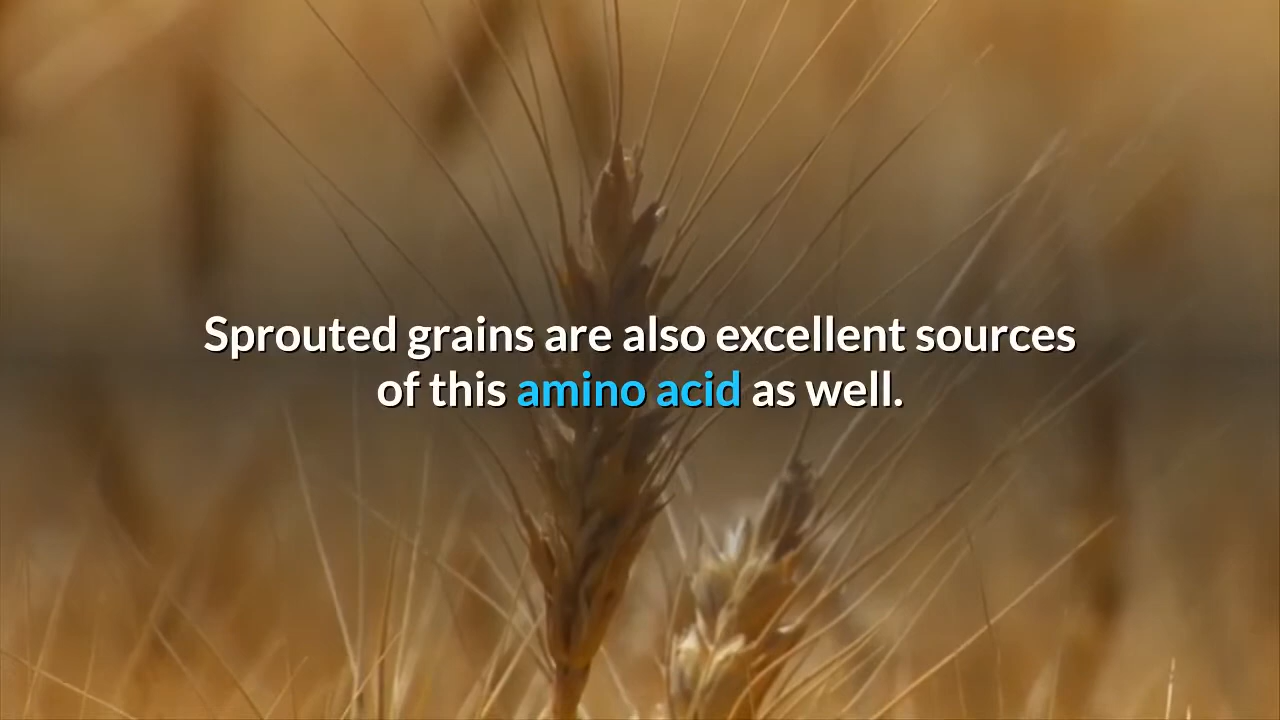 Sprouted grains are also excellent sources
of this amino acid as well.